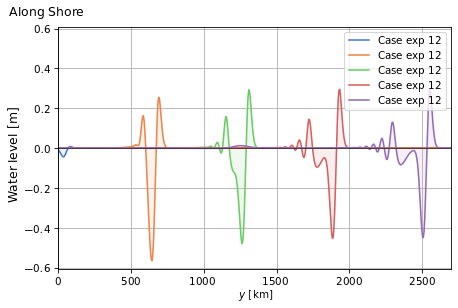 Along Shore
Water level [m]
0.6
0.4
0.2
0.0
−0.2
−0.4
−0.6
Case exp 12
Case exp 12
Case exp 12
Case exp 12
Case exp 12
0
500
1000
1500
2000
2500
y [km]